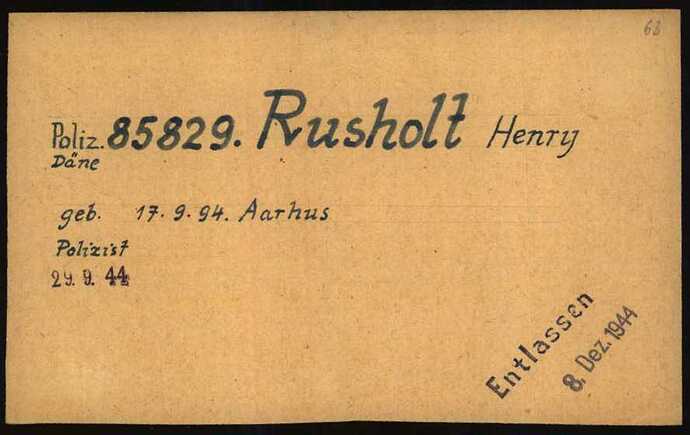 68
Poliz. 85829. Rusholt Henry
Däne
geb. 17.9.94. Aarhus
Polizist
29. 9. 44
Entlassen
8. Dez. 1944